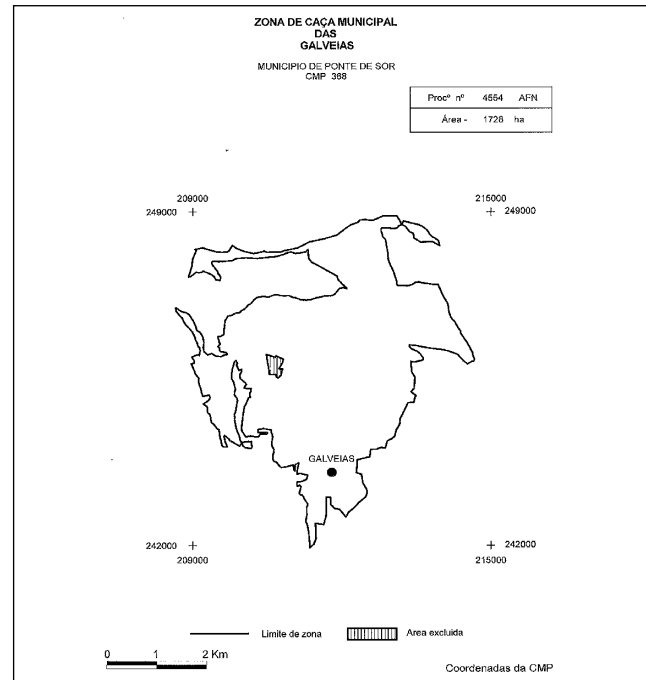 ZONA DE CAÇA MUNICIPAL
DAS
GALVEIAS
MUNICIPIO DE PONTE DE SOR
CMP 368
Procº nº 4554 AFN
Área - 1728 ha
209000
215000
249000
249000
GALVEIAS
242000
242000
209000
215000
Limite de zona
Area excluida
0 1 2 Km
Coordenadas da CMP